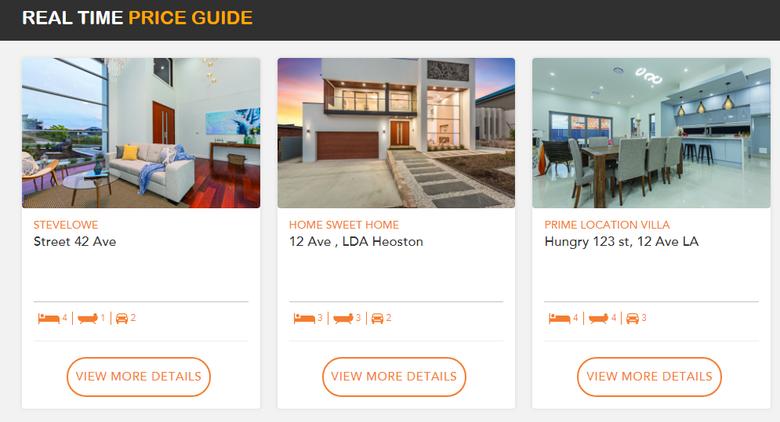 REAL TIME PRICE GUIDE
STEVELOWE
Street 42 Ave
4 1 2
VIEW MORE DETAILS
HOME SWEET HOME
12 Ave , LDA Heoston
3 3 2
VIEW MORE DETAILS
PRIME LOCATION VILLA
Hungry 123 st, 12 Ave LA
4 4 3
VIEW MORE DETAILS